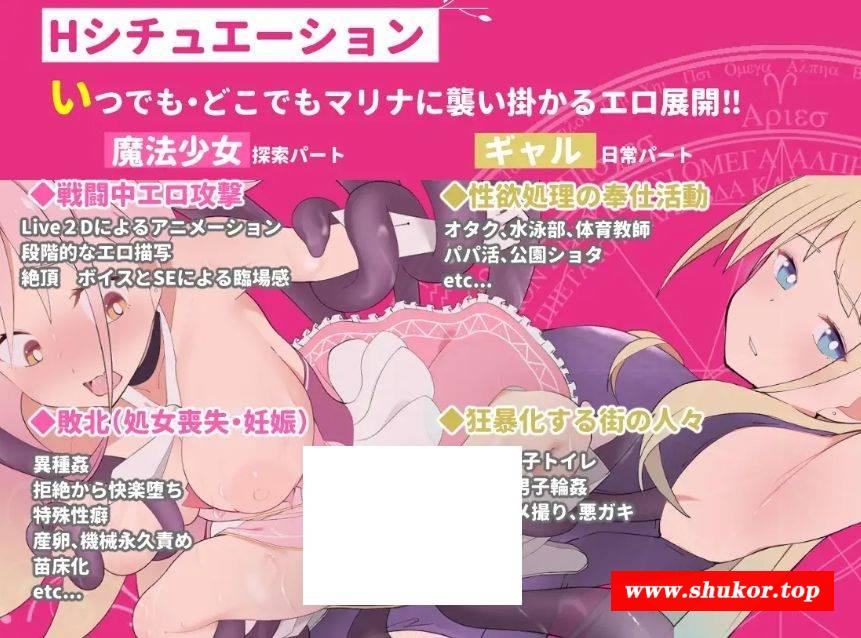 Hシチュエーション
いつでも・どこでもマリナに襲い掛かるエロ展開!!
魔法少女 探索パート
◆戦闘中エロ攻撃
Live2Dによるアニメーション
段階的なエロ描写
絶頂 ボイスとSEによる臨場感
◆敗北(処女喪失・妊娠)
異種姦
拒絶から快楽堕ち
特殊性癖
産卵、機械永久責め
苗床化
etc...
ギャル 日常パート
◆性欲処理の奉仕活動
オタク、水泳部、体育教師
パパ活、公園ショタ
etc...
◆狂暴化する街の人々
子トイレ
男子輪姦
メ撮り、悪ガキ
Psi Omega Alpha
Aries
www.shukor.top